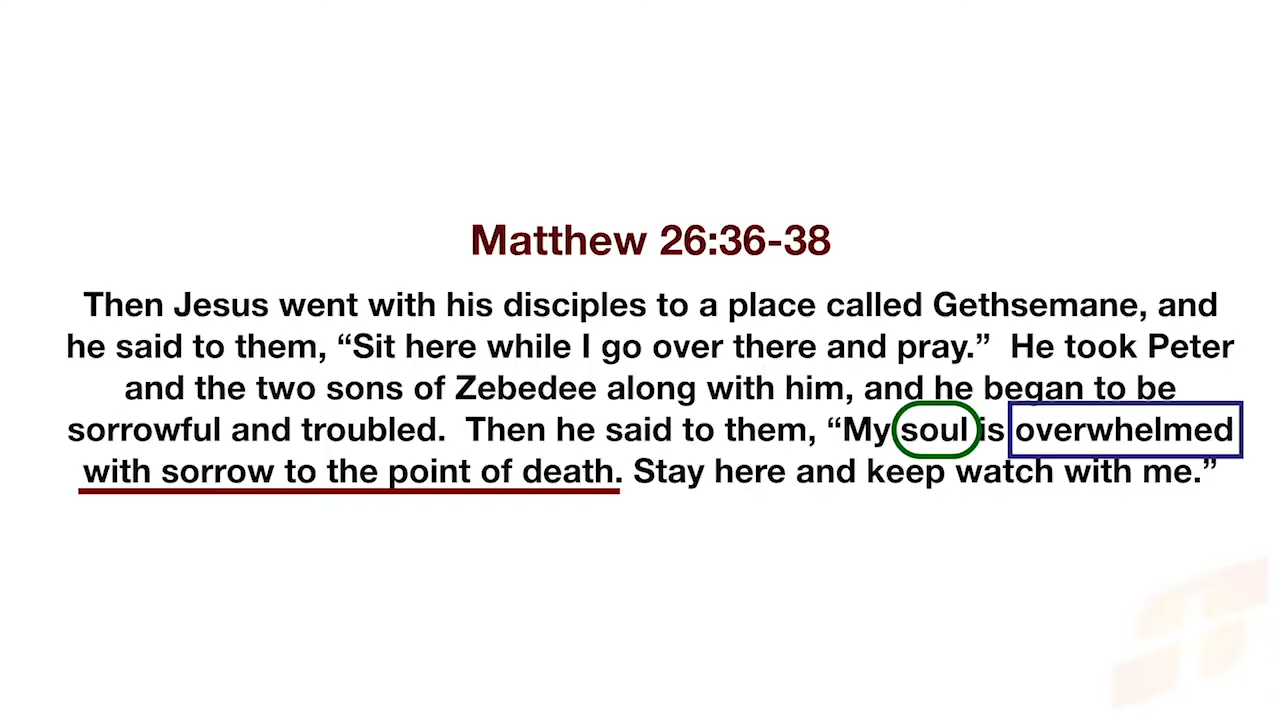 Matthew 26:36-38
Then Jesus went with his disciples to a place called Gethsemane, and
he said to them, “Sit here while I go over there and pray.”  He took Peter
and the two sons of Zebedee along with him, and he began to be
sorrowful and troubled.  Then he said to them, “My soul is overwhelmed
with sorrow to the point of death. Stay here and keep watch with me.”